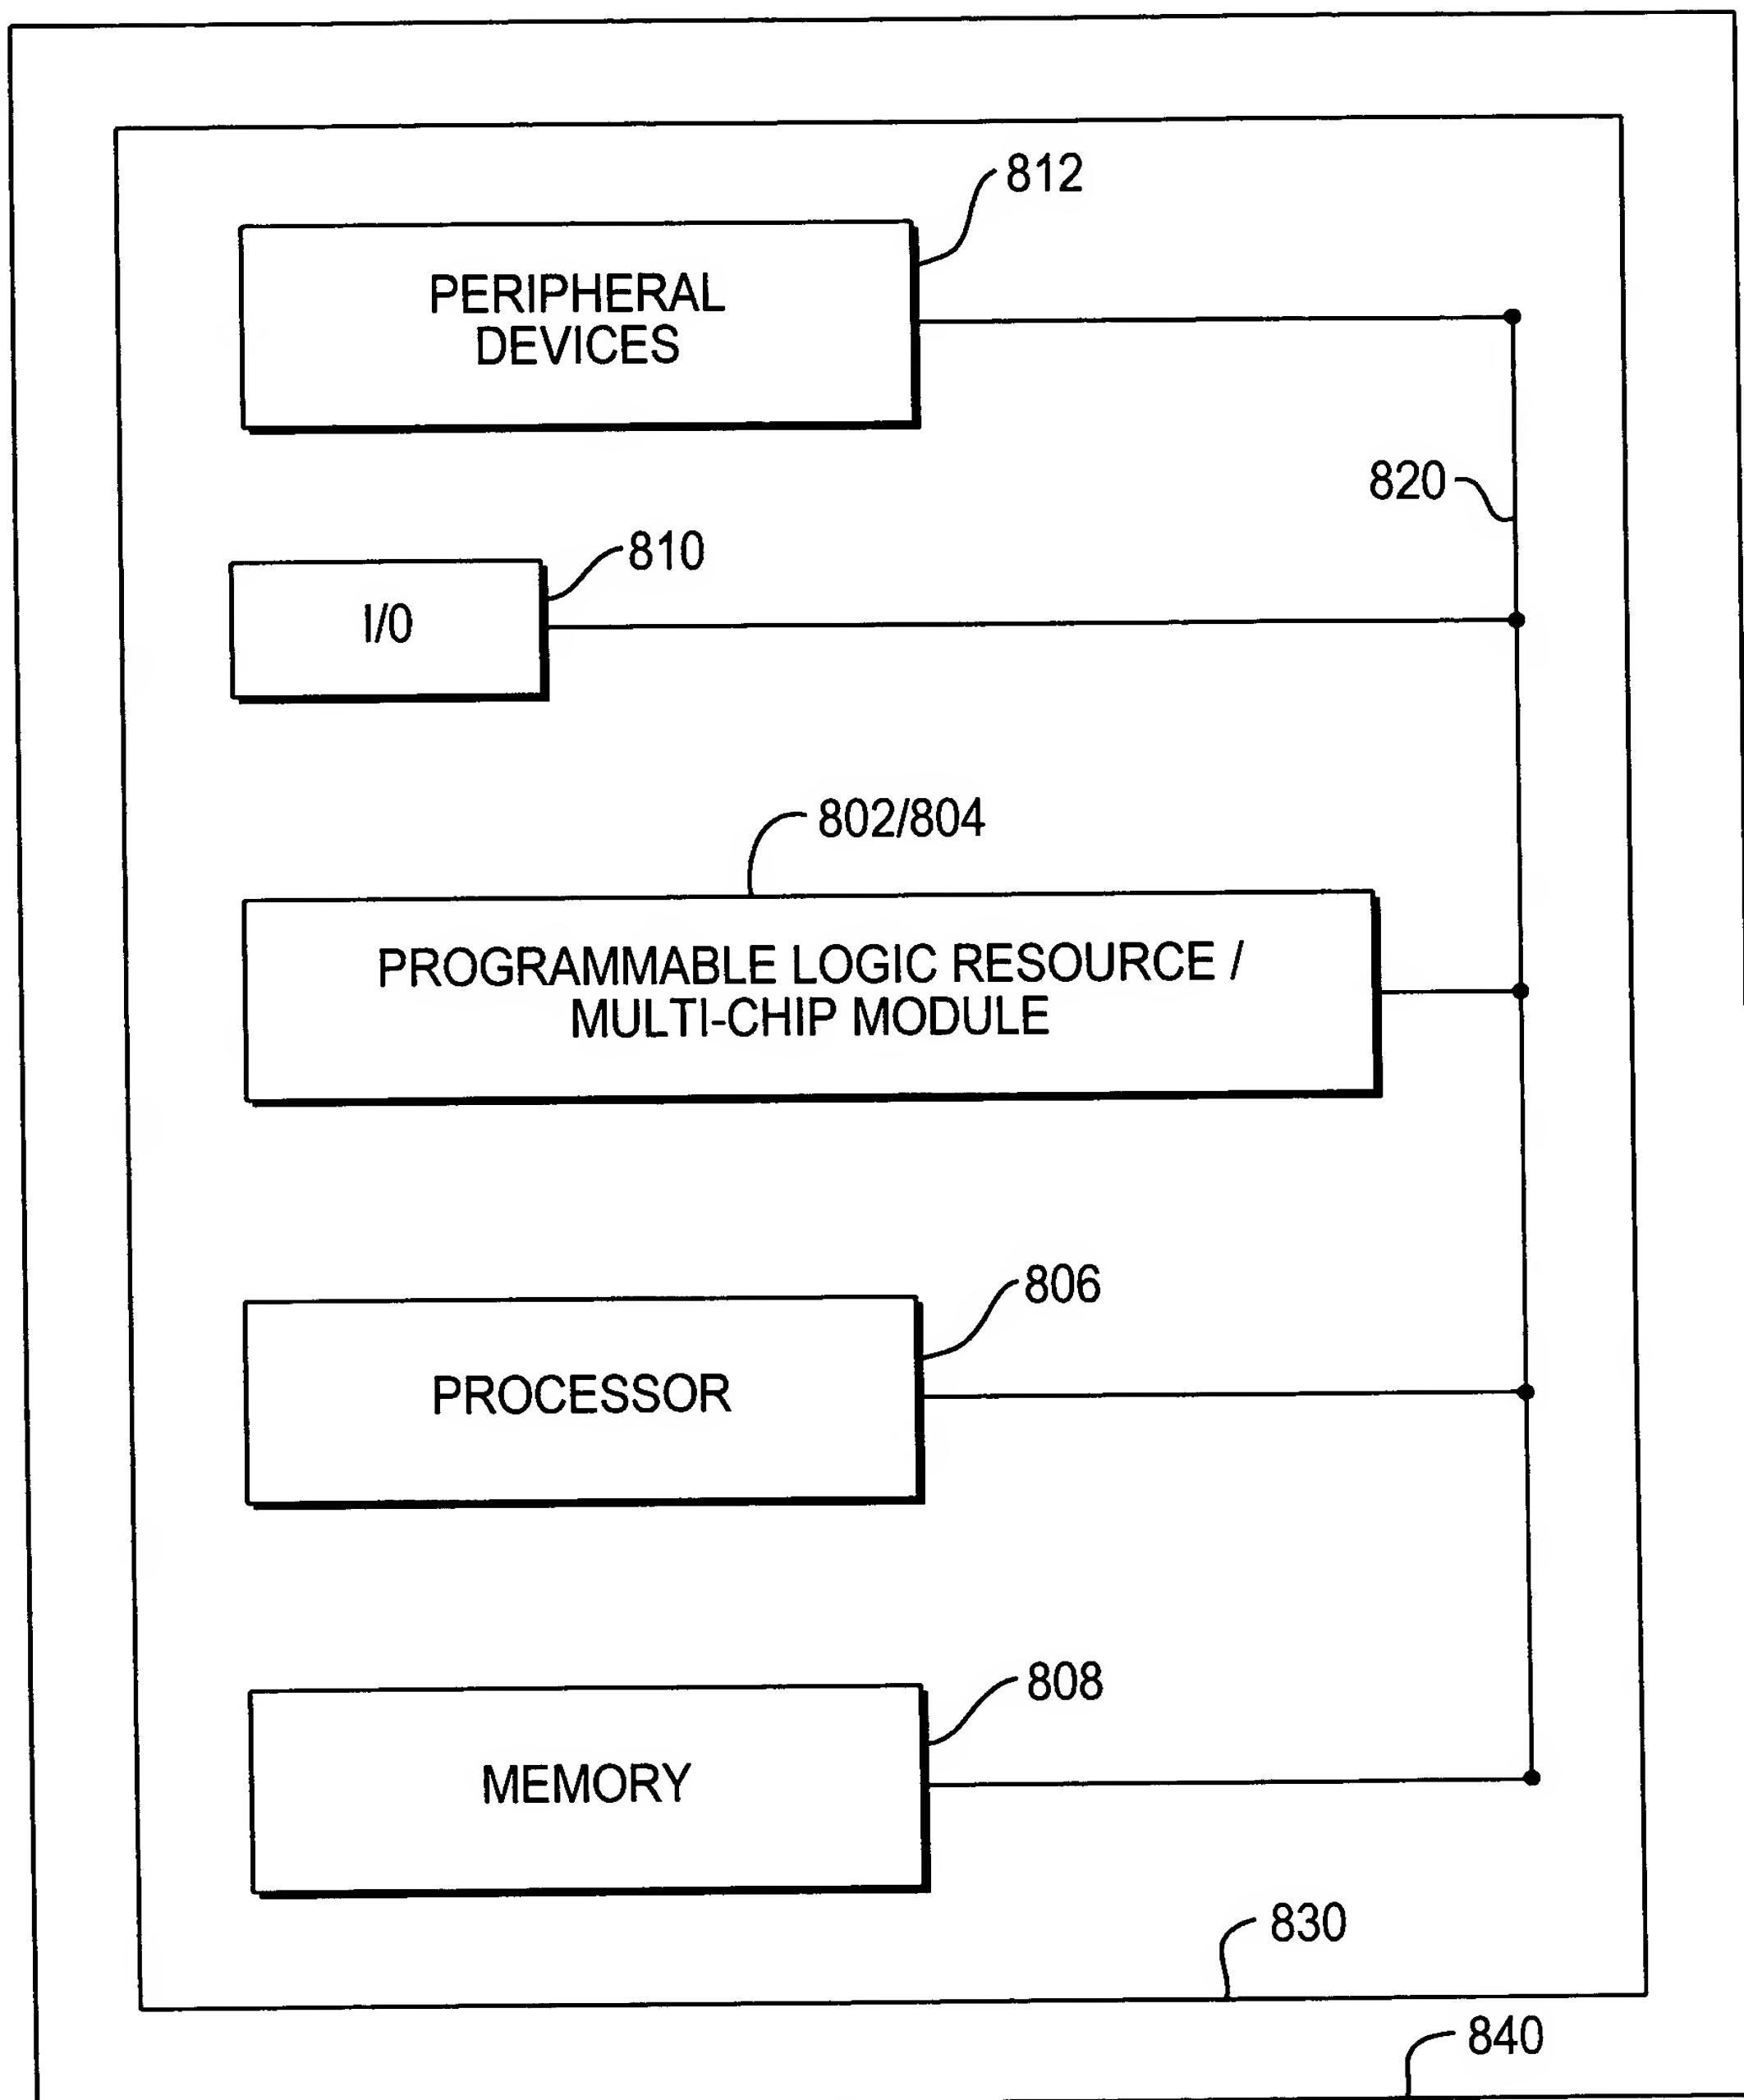 812
PERIPHERAL
DEVICES
820
810
I/0
802/804
PROGRAMMABLE LOGIC RESOURCE /
MULTI-CHIP MODULE
806
PROCESSOR
808
MEMORY
830
840